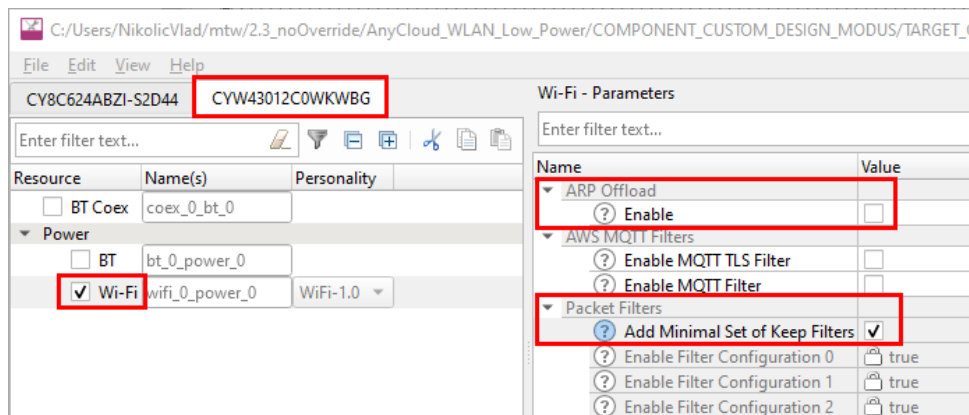 C:/Users/NikolicVlad/mtw/2.3_noOverride/AnyCloud_WLAN_Low_Power/COMPONENT_CUSTOM_DESIGN_MODUS/TARGET_
File Edit View Help
CY8C624ABZI-S2D44 CYW43012C0WKWBG
Enter filter text...
Resource Name(s) Personality
BT Coex coex_0_bt_0
Power
BT bt_0_power_0
Wi-Fi wifi_0_power_0 WiFi-1.0
Wi-Fi - Parameters
Enter filter text...
Name Value
ARP Offload
? Enable
AWS MQTT Filters
? Enable MQTT TLS Filter
? Enable MQTT Filter
Packet Filters
? Add Minimal Set of Keep Filters
? Enable Filter Configuration 0 true
? Enable Filter Configuration 1 true
? Enable Filter Configuration 2 true